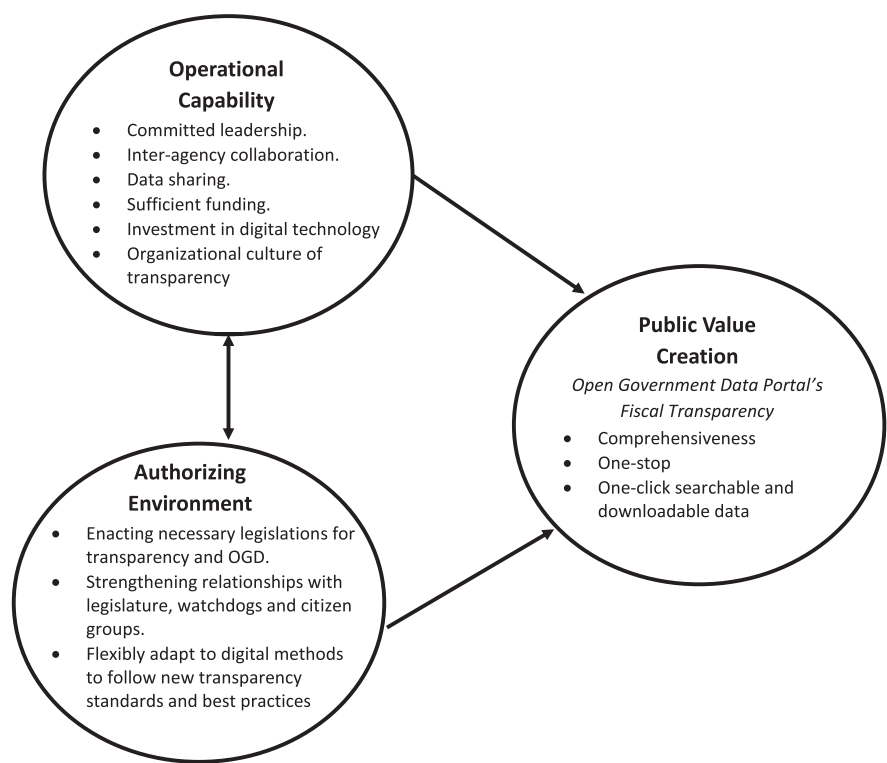 Operational
Capability
• Committed leadership.
• Inter-agency collaboration.
• Data sharing.
• Sufficient funding.
• Investment in digital technology
• Organizational culture of
transparency
Public Value
Creation
Open Government Data Portal's
Fiscal Transparency
• Comprehensiveness
• One-stop
• One-click searchable and
downloadable data
Authorizing
Environment
• Enacting necessary legislations for
transparency and OGD.
• Strengthening relationships with
legislature, watchdogs and citizen
groups.
• Flexibly adapt to digital methods
to follow new transparency
standards and best practices